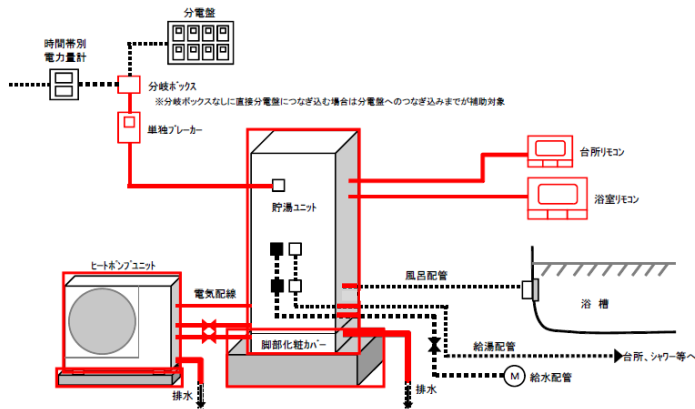 分電盤
時間帯別
電力量計
分岐ボックス
※分岐ボックスなしに直接分電盤につなぎ込む場合は分電盤へのつなぎ込みまでが補助対象
単独ブレーカー
台所リモコン
浴室リモコン
貯湯ユニット
ヒートポンプユニット
電気配線
風呂配管
浴 槽
脚部化粧カバー
給湯配管
台所、シャワー等へ
M
給水配管
排水
排水